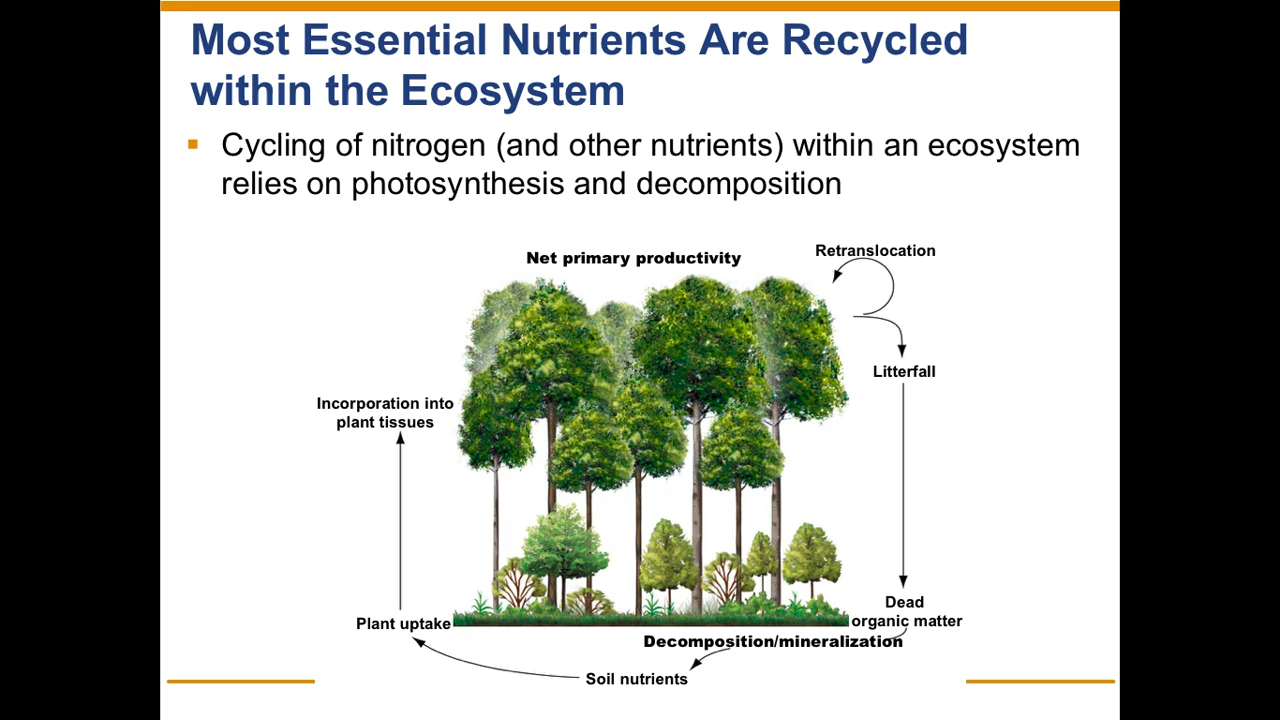 Most Essential Nutrients Are Recycled
within the Ecosystem
Cycling of nitrogen (and other nutrients) within an ecosystem
relies on photosynthesis and decomposition
Net primary productivity
Retranslocation
Litterfall
Incorporation into
plant tissues
Dead
organic matter
Plant uptake
Decomposition/mineralization
Soil nutrients